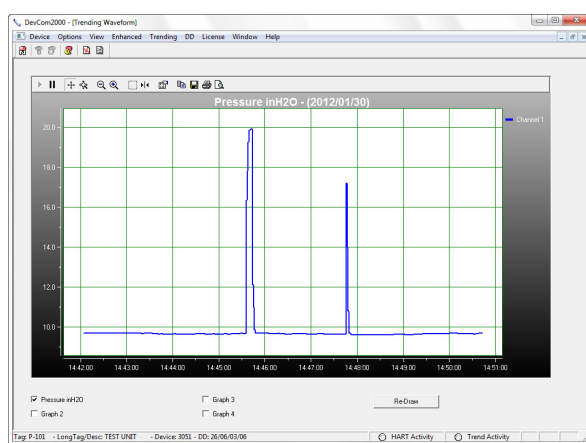 DevCom2000 - [Trending Waveform]
Device Options View Enhanced Trending DD License Window Help
Pressure inH2O - (2012/01/30)
Channel 1
20.0
18.0
16.0
14.0
12.0
10.0
14:42:00 14:43:00 14:44:00 14:45:00 14:46:00 14:47:00 14:48:00 14:49:00 14:50:00 14:51:00
Pressure inH2O Graph 3 Re-Draw
Graph 2 Graph 4
Tag: P-101 - LongTag/Desc: TEST UNIT - Device: 3051 - DD: 26/06/03/06 HART Activity Trend Activity